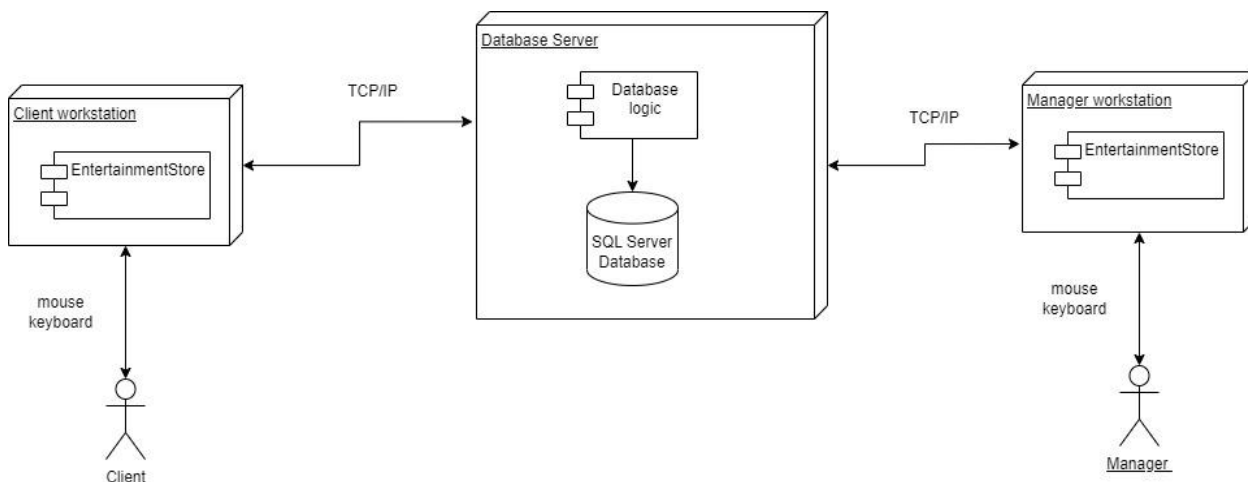 Client workstation
EntertainmentStore
mouse
keyboard
Client
TCP/IP
Database Server
Database
logic
SQL Server
Database
TCP/IP
Manager workstation
EntertainmentStore
mouse
keyboard
Manager